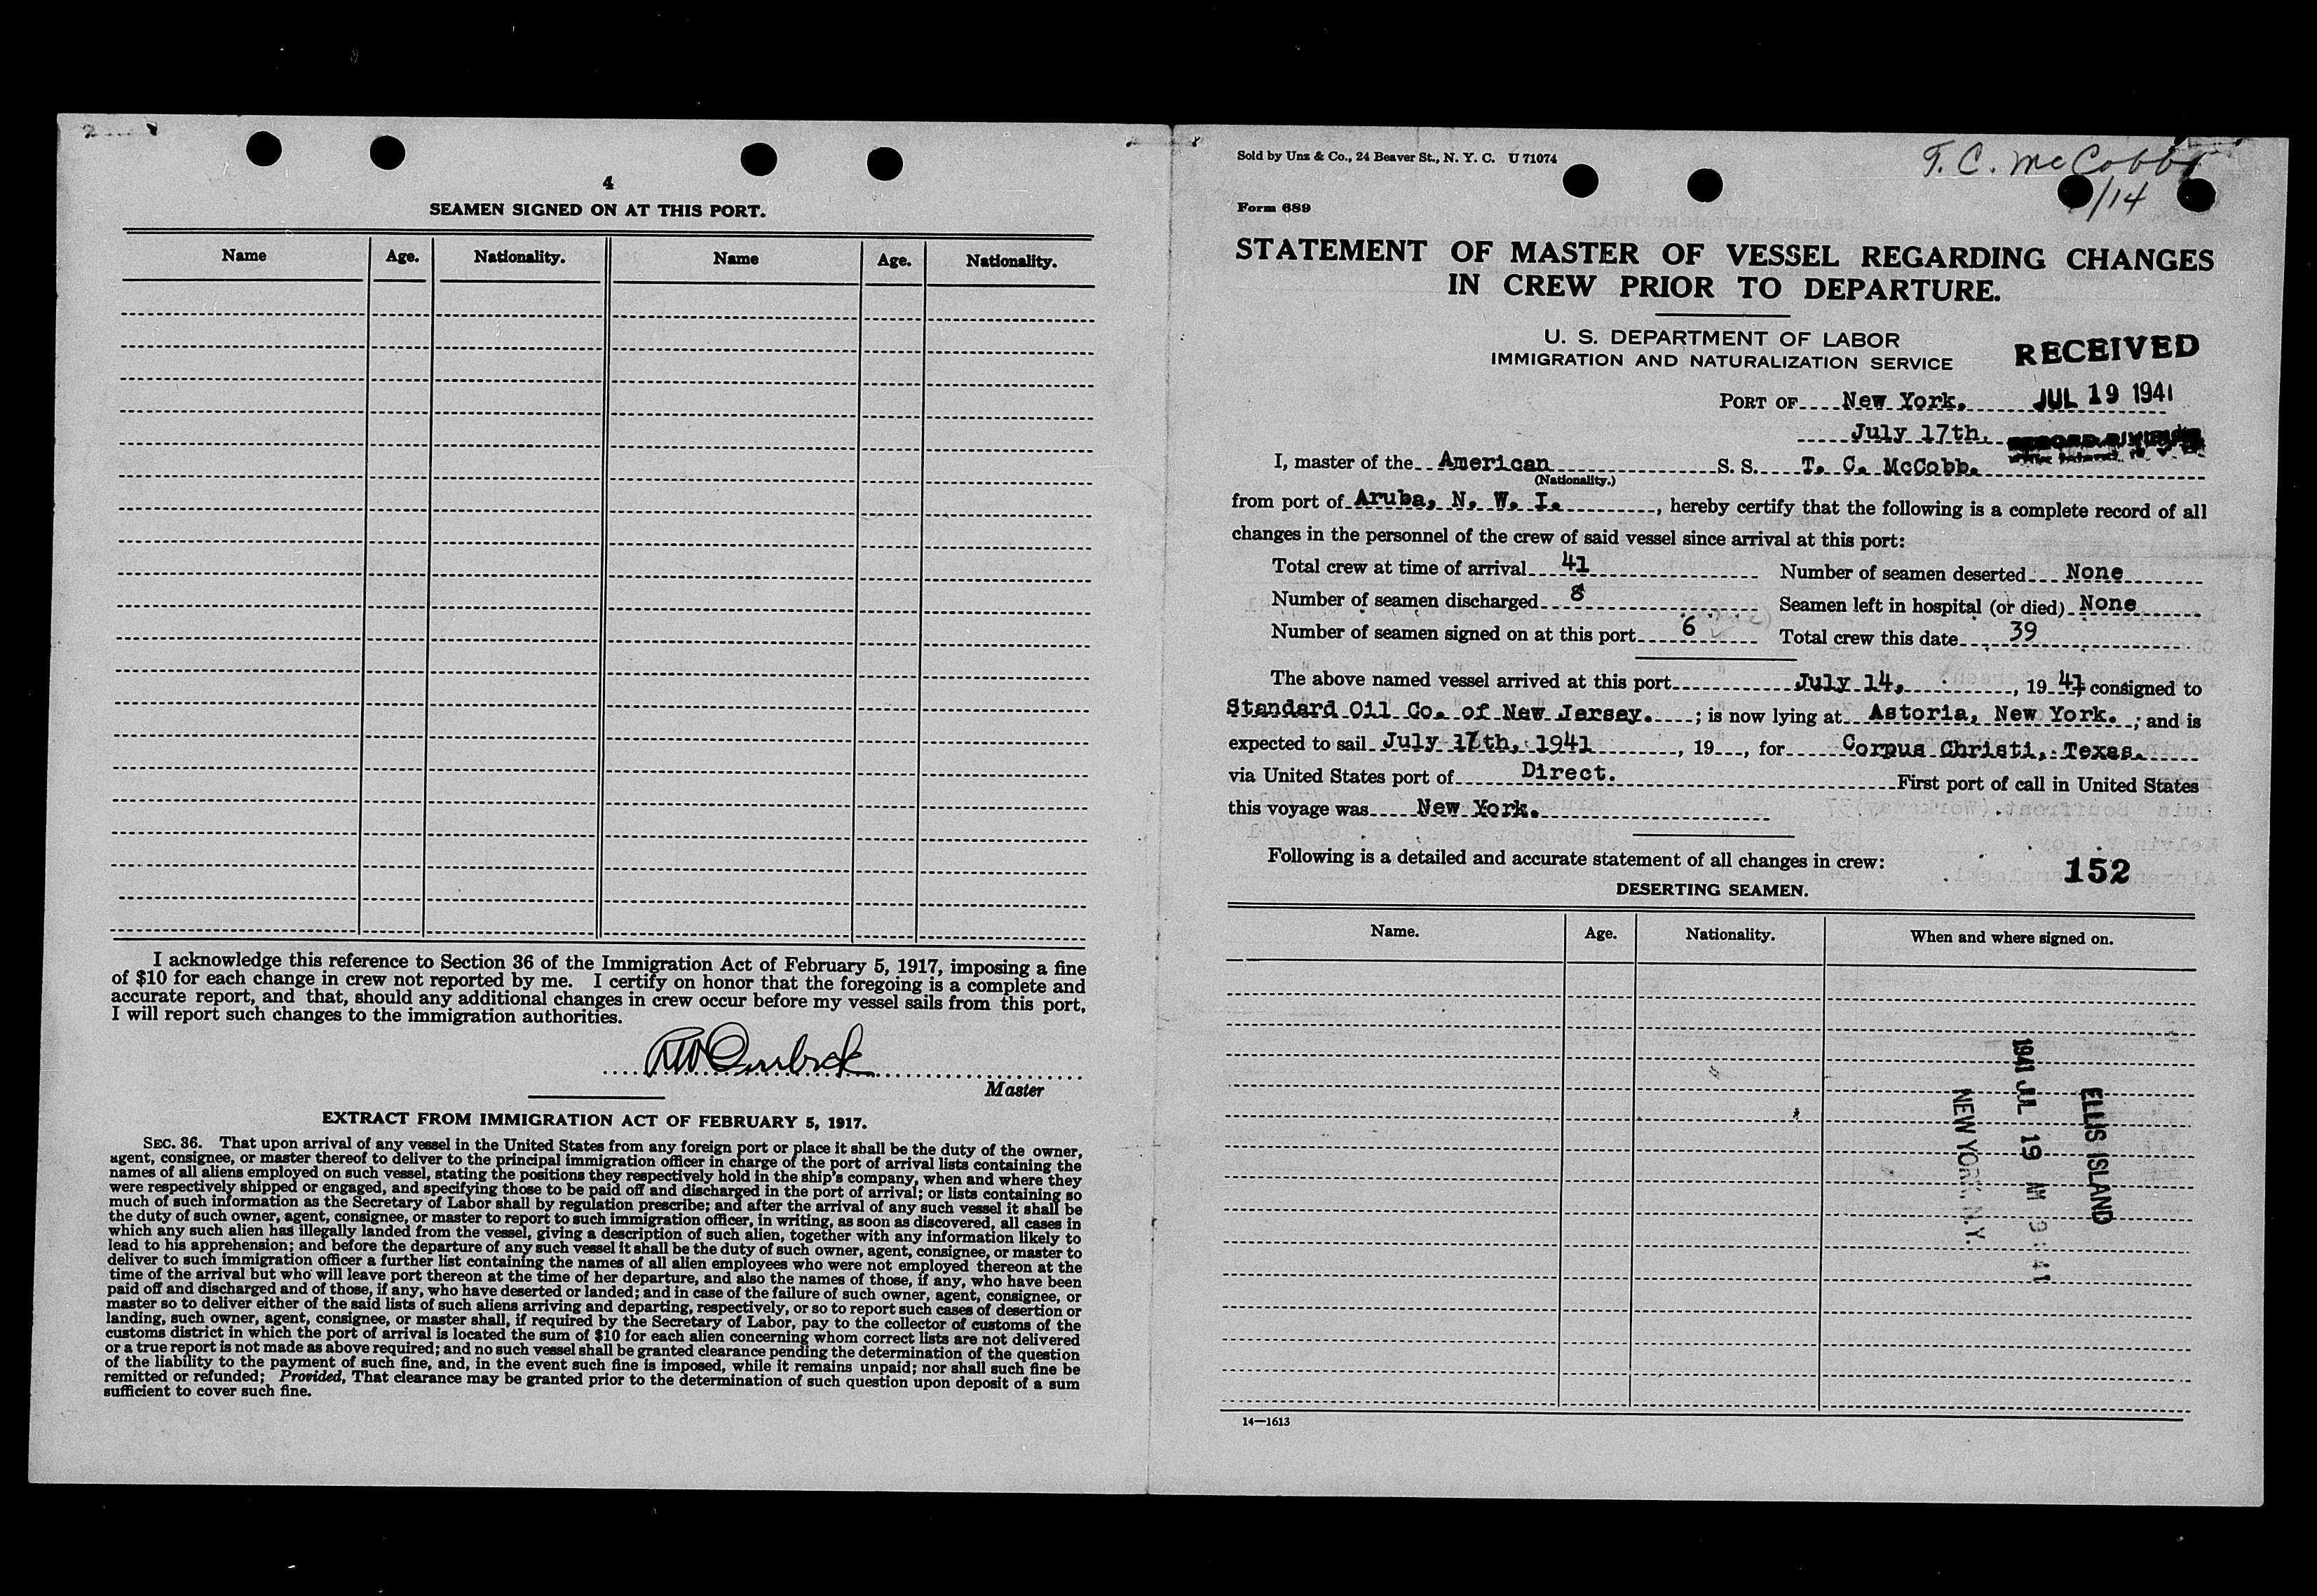 4
SEAMEN SIGNED ON AT THIS PORT.
Name Age. Nationality. Name Age. Nationality.
I acknowledge this reference to Section 36 of the Immigration Act of February 5, 1917, imposing a fine
of $10 for each change in crew not reported by me. I certify on honor that the foregoing is a complete and
accurate report, and that, should any additional changes in crew occur before my vessel sails from this port,
I will report such changes to the immigration authorities.
Master
EXTRACT FROM IMMIGRATION ACT OF FEBRUARY 5, 1917.
SEC. 36. That upon arrival of any vessel in the United States from any foreign port or place it shall be the duty of the owner,
agent, consignee, or master thereof to deliver to the principal immigration officer in charge of the port of arrival lists containing the
names of all aliens employed on such vessel, stating the positions they respectively hold in the ship's company, when and where they
were respectively shipped or engaged, and specifying those to be paid off and discharged in the port of arrival; or lists containing so
much of such information as the Secretary of Labor shall by regulation prescribe; and after the arrival of any such vessel it shall be
the duty of such owner, agent, consignee, or master to report to such immigration officer, in writing, as soon as discovered, all cases in
which any such alien has illegally landed from the vessel, giving a description of such alien, together with any information likely to
lead to his apprehension; and before the departure of any such vessel it shall be the duty of such owner, agent, consignee, or master to
deliver to such immigration officer a further list containing the names of all alien employees who were not employed thereon at the
time of the arrival but who will leave port thereon at the time of her departure, and also the names of those, if any, who have been
paid off and discharged and of those, if any, who have deserted or landed; and in case of the failure of such owner, agent, consignee, or
master so to deliver either of the said lists of such aliens arriving and departing, respectively, or so to report such cases of desertion or
landing, such owner, agent, consignee, or master shall, if required by the Secretary of Labor, pay to the collector of customs of the
customs district in which the port of arrival is located the sum of $10 for each alien concerning whom correct lists are not delivered
or a true report is not made as above required; and no such vessel shall be granted clearance pending the determination of the question
of the liability to the payment of such fine, and, in the event such fine is imposed, while it remains unpaid; nor shall such fine be
remitted or refunded; Provided, That clearance may be granted prior to the determination of such question upon deposit of a sum
sufficient to cover such fine.
Sold by Unz & Co., 24 Beaver St., N. Y. C. U 71074
T. C. McCobb
/14
Form 689
STATEMENT OF MASTER OF VESSEL REGARDING CHANGES
IN CREW PRIOR TO DEPARTURE.
U. S. DEPARTMENT OF LABOR
IMMIGRATION AND NATURALIZATION SERVICE
RECEIVED
PORT OF New York. JUL 19 1941
July 17th,
I, master of the American S. S. T. C. McCobb.
(Nationality.)
from port of Aruba, N. W. I. , hereby certify that the following is a complete record of all
changes in the personnel of the crew of said vessel since arrival at this port:
Total crew at time of arrival 41 Number of seamen deserted None
Number of seamen discharged 8 Seamen left in hospital (or died) None
Number of seamen signed on at this port 6 Total crew this date 39
The above named vessel arrived at this port July 14, , 19 41, consigned to
Standard Oil Co. of New Jersey. ; is now lying at Astoria, New York. ; and is
expected to sail July 17th, 1941 , 19 , for Corpus Christi, Texas.
via United States port of Direct. First port of call in United States
this voyage was New York.
Following is a detailed and accurate statement of all changes in crew:
152
DESERTING SEAMEN.
Name. Age. Nationality. When and where signed on.
ELLIS ISLAND
1941 JUL 19 AM 9
NEW YORK, N.Y.
14—1613